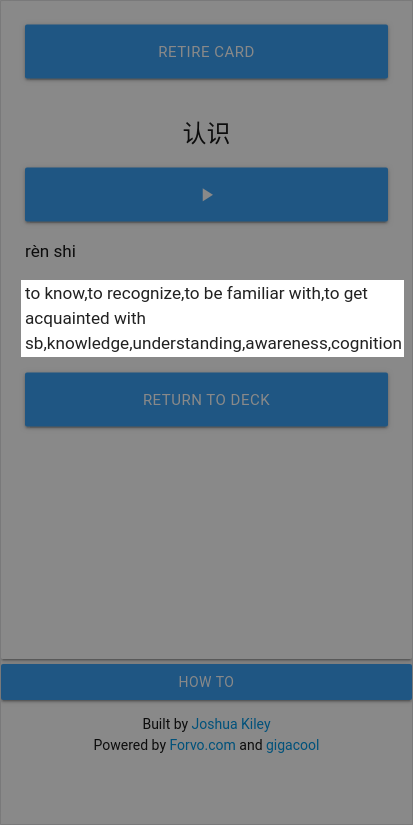 RETIRE CARD
认识
rèn shi
to know,to recognize,to be familiar with,to get
acquainted with
sb,knowledge,understanding,awareness,cognition
RETURN TO DECK
HOW TO
Built by Joshua Kiley
Powered by Forvo.com and gigacool